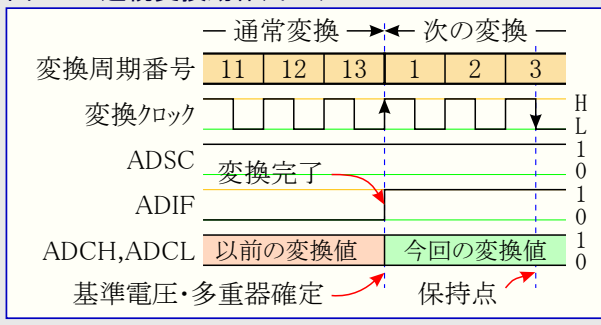 通常変換 次の変換
変換周期番号 11 12 13 1 2 3
変換クロック H L
ADSC 1 0
変換完了
ADIF 1 0
ADCH,ADCL 以前の変換値 今回の変換値 1 0
基準電圧・多重器確定 保持点